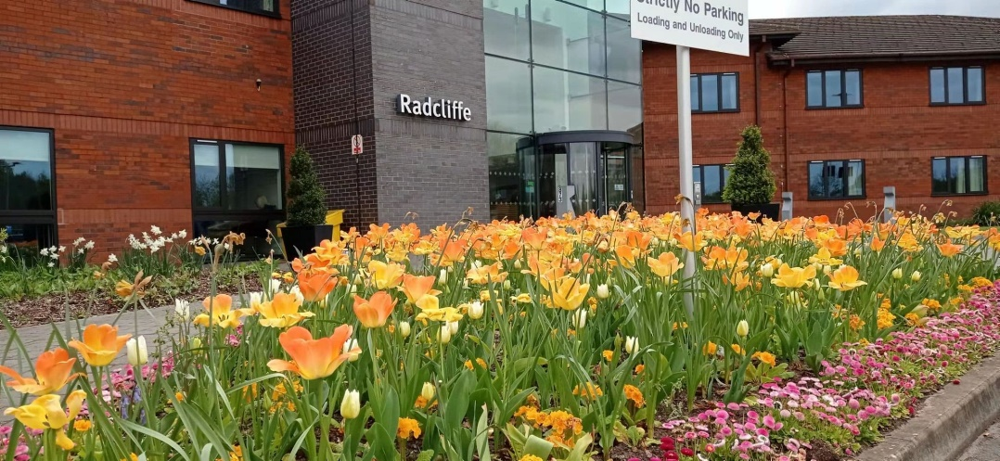 Strictly No Parking
Loading and Unloading Only
Radcliffe